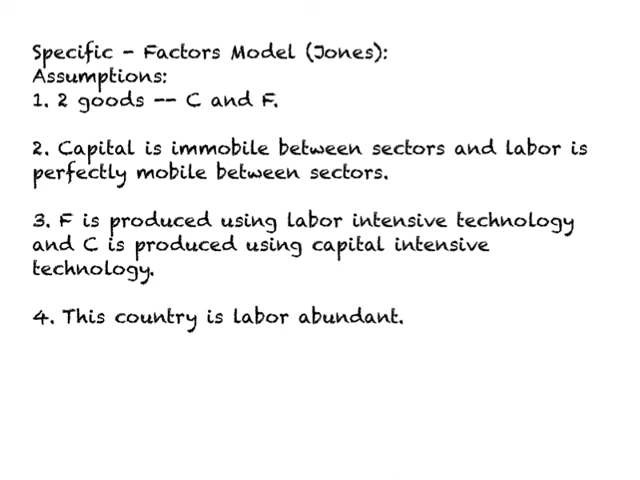 Specific - Factors Model (Jones):
Assumptions:
1. 2 goods -- C and F.
2. Capital is immobile between sectors and labor is
perfectly mobile between sectors.
3. F is produced using labor intensive technology
and C is produced using capital intensive
technology.
4. This country is labor abundant.